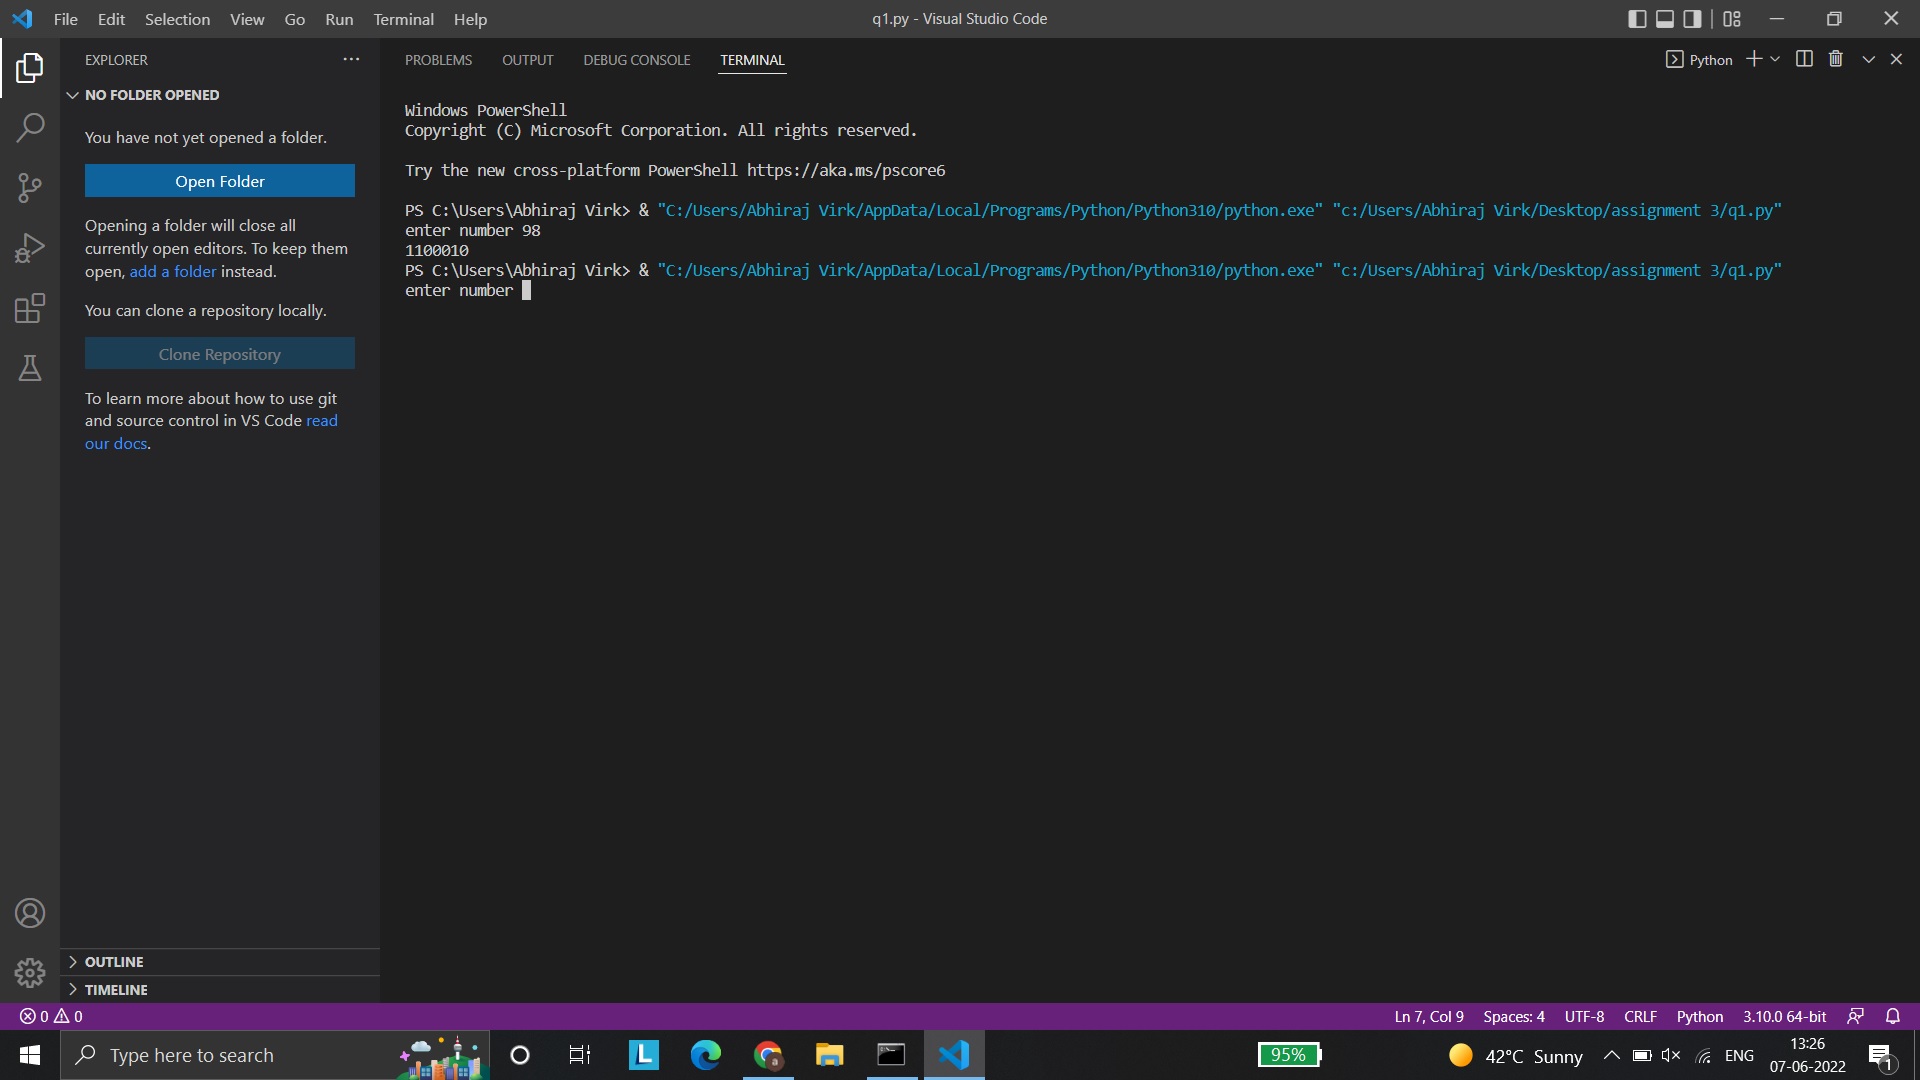 File Edit Selection View Go Run Terminal Help
q1.py - Visual Studio Code
EXPLORER
NO FOLDER OPENED
You have not yet opened a folder.
Open Folder
Opening a folder will close all
currently open editors. To keep them
open, add a folder instead.
You can clone a repository locally.
Clone Repository
To learn more about how to use git
and source control in VS Code read
our docs.
OUTLINE
TIMELINE
PROBLEMS OUTPUT DEBUG CONSOLE TERMINAL
Python
Windows PowerShell
Copyright (C) Microsoft Corporation. All rights reserved.
Try the new cross-platform PowerShell https://aka.ms/pscore6
PS C:\Users\Abhiraj Virk> & "C:/Users/Abhiraj Virk/AppData/Local/Programs/Python/Python310/python.exe" "c:/Users/Abhiraj Virk/Desktop/assignment 3/q1.py"
enter number 98
1100010
PS C:\Users\Abhiraj Virk> & "C:/Users/Abhiraj Virk/AppData/Local/Programs/Python/Python310/python.exe" "c:/Users/Abhiraj Virk/Desktop/assignment 3/q1.py"
enter number
0 0
Ln 7, Col 9 Spaces: 4 UTF-8 CRLF Python 3.10.0 64-bit
Type here to search
L
a
95%
42°C Sunny
ENG
13:26
07-06-2022
1